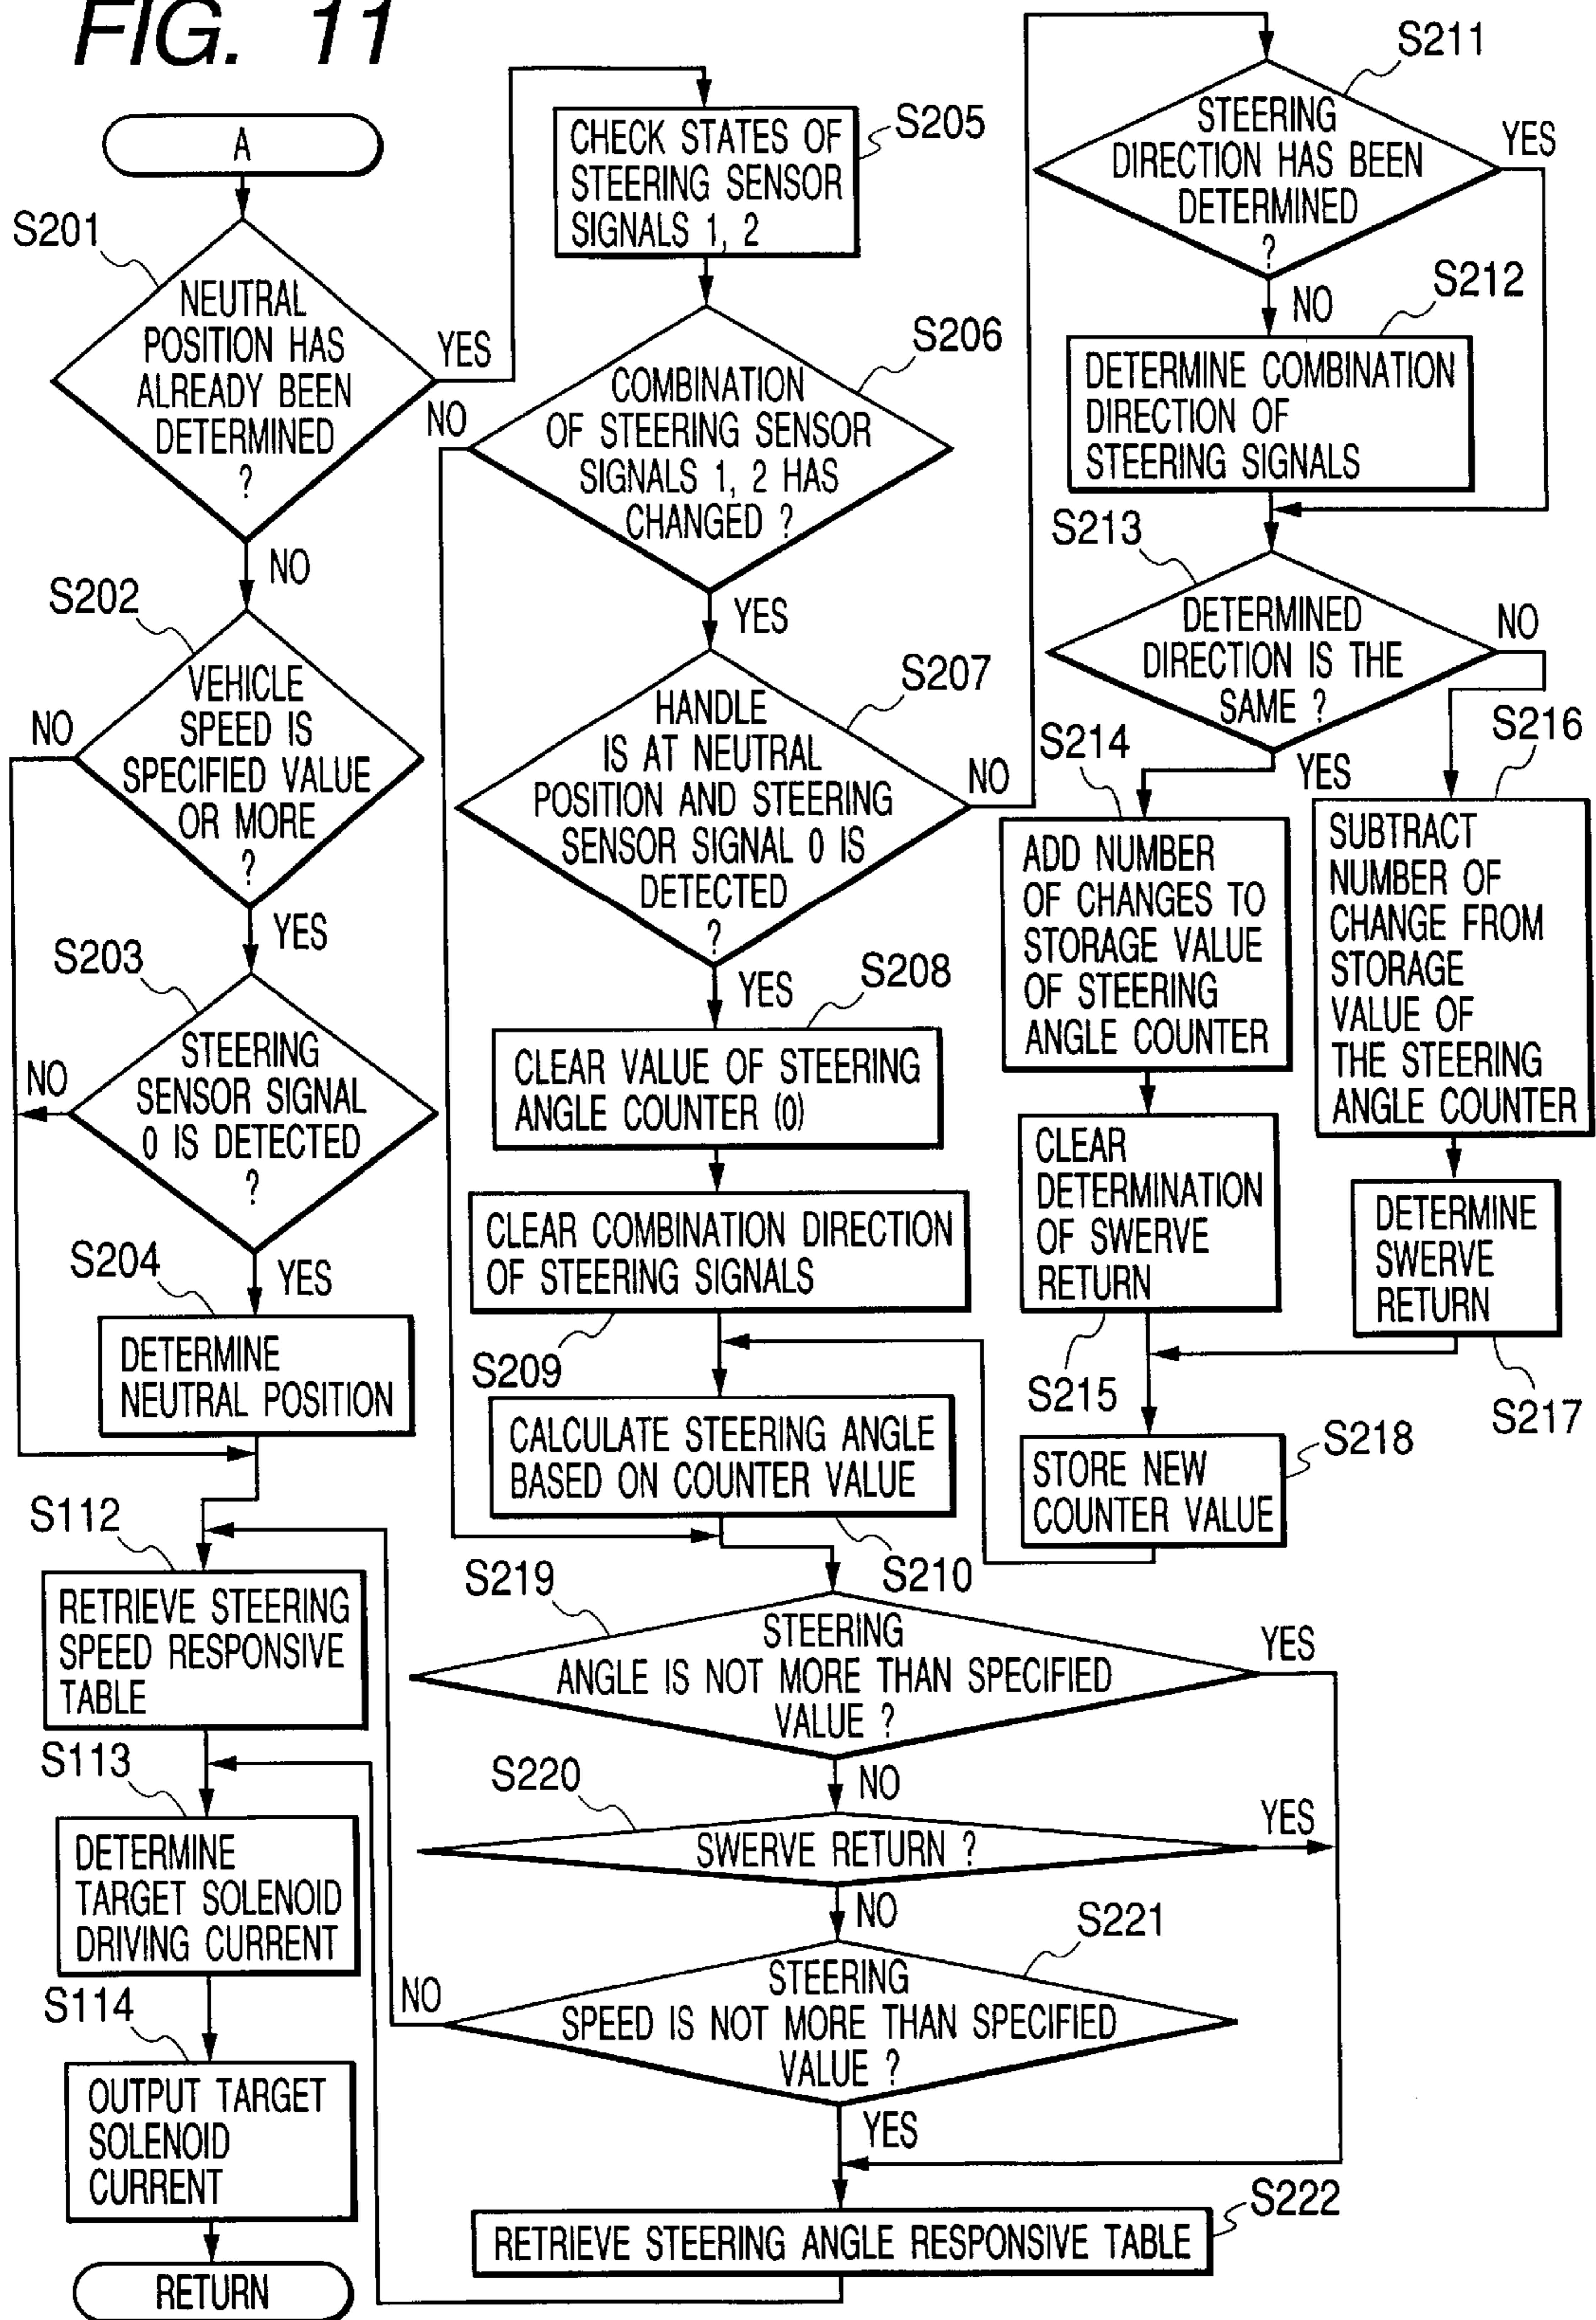 FIG. 11
A
S201
NEUTRAL
POSITION HAS
ALREADY BEEN
DETERMINED
?
YES
NO
S202
VEHICLE
SPEED IS
SPECIFIED VALUE
OR MORE
?
NO
YES
S203
STEERING
SENSOR SIGNAL
0 IS DETECTED
?
NO
YES
S204
DETERMINE
NEUTRAL POSITION
S112
RETRIEVE STEERING
SPEED RESPONSIVE
TABLE
S113
DETERMINE
TARGET SOLENOID
DRIVING CURRENT
S114
OUTPUT TARGET
SOLENOID
CURRENT
RETURN
S205
CHECK STATES OF
STEERING SENSOR
SIGNALS 1, 2
S206
COMBINATION
OF STEERING SENSOR
SIGNALS 1, 2 HAS
CHANGED ?
NO
YES
S207
HANDLE
IS AT NEUTRAL
POSITION AND STEERING
SENSOR SIGNAL 0 IS
DETECTED
?
NO
YES
S208
CLEAR VALUE OF STEERING
ANGLE COUNTER (0)
CLEAR COMBINATION DIRECTION
OF STEERING SIGNALS
S209
CALCULATE STEERING ANGLE
BASED ON COUNTER VALUE
S210
S211
STEERING
DIRECTION HAS BEEN
DETERMINED
?
YES
NO
S212
DETERMINE COMBINATION
DIRECTION OF
STEERING SIGNALS
S213
DETERMINED
DIRECTION IS THE
SAME ?
NO
YES
S214
ADD NUMBER
OF CHANGES TO
STORAGE VALUE
OF STEERING
ANGLE COUNTER
CLEAR
DETERMINATION
OF SWERVE
RETURN
S215
S216
SUBTRACT
NUMBER OF
CHANGE FROM
STORAGE
VALUE OF
THE STEERING
ANGLE COUNTER
DETERMINE
SWERVE
RETURN
S217
S218
STORE NEW
COUNTER VALUE
S219
STEERING
ANGLE IS NOT MORE THAN SPECIFIED
VALUE ?
YES
NO
S220
SWERVE RETURN ?
YES
NO
S221
STEERING
SPEED IS NOT MORE THAN SPECIFIED
VALUE ?
NO
YES
S222
RETRIEVE STEERING ANGLE RESPONSIVE TABLE